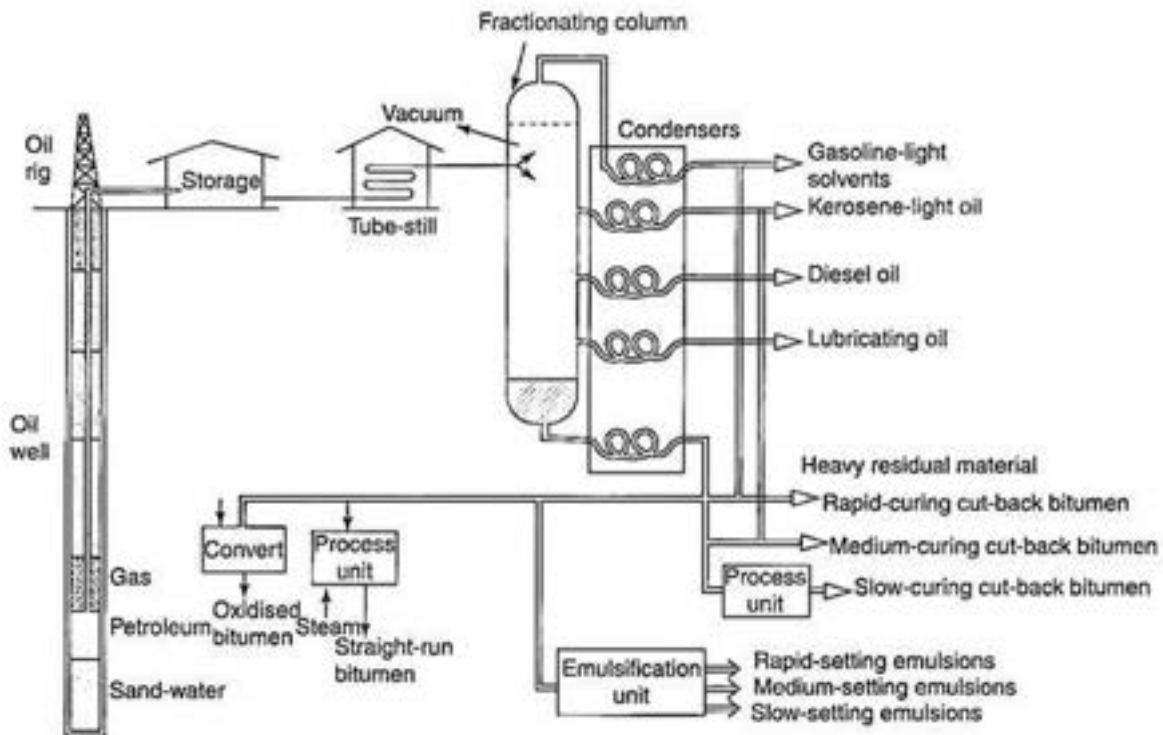 Fractionating column
Vacuum
Condensers
Oil
rig
Storage
Tube-still
Gasoline-light
solvents
Kerosene-light oil
Diesel oil
Lubricating oil
Oil
well
Heavy residual material
Rapid-curing cut-back bitumen
Convert
Process
unit
Medium-curing cut-back bitumen
Gas
Process
unit
Slow-curing cut-back bitumen
Petroleum
Oxidised
bitumen
Steam
Straight-run
bitumen
Sand-water
Emulsification
unit
Rapid-setting emulsions
Medium-setting emulsions
Slow-setting emulsions